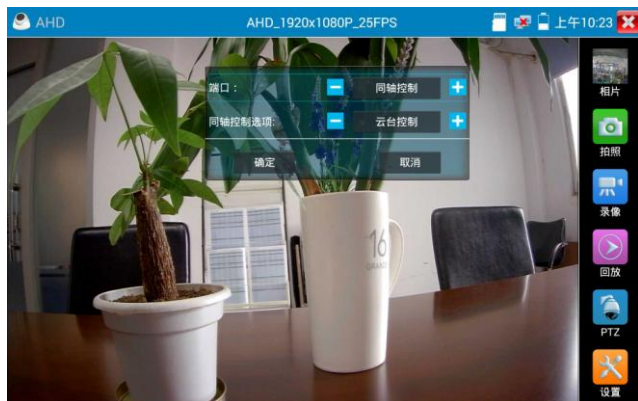 AHD
AHD_1920x1080P_25FPS
上午10:23
端口：
同轴控制
同轴控制选项:
云台控制
确定
取消
16
GRANDE
相片
拍照
录像
回放
PTZ
设置